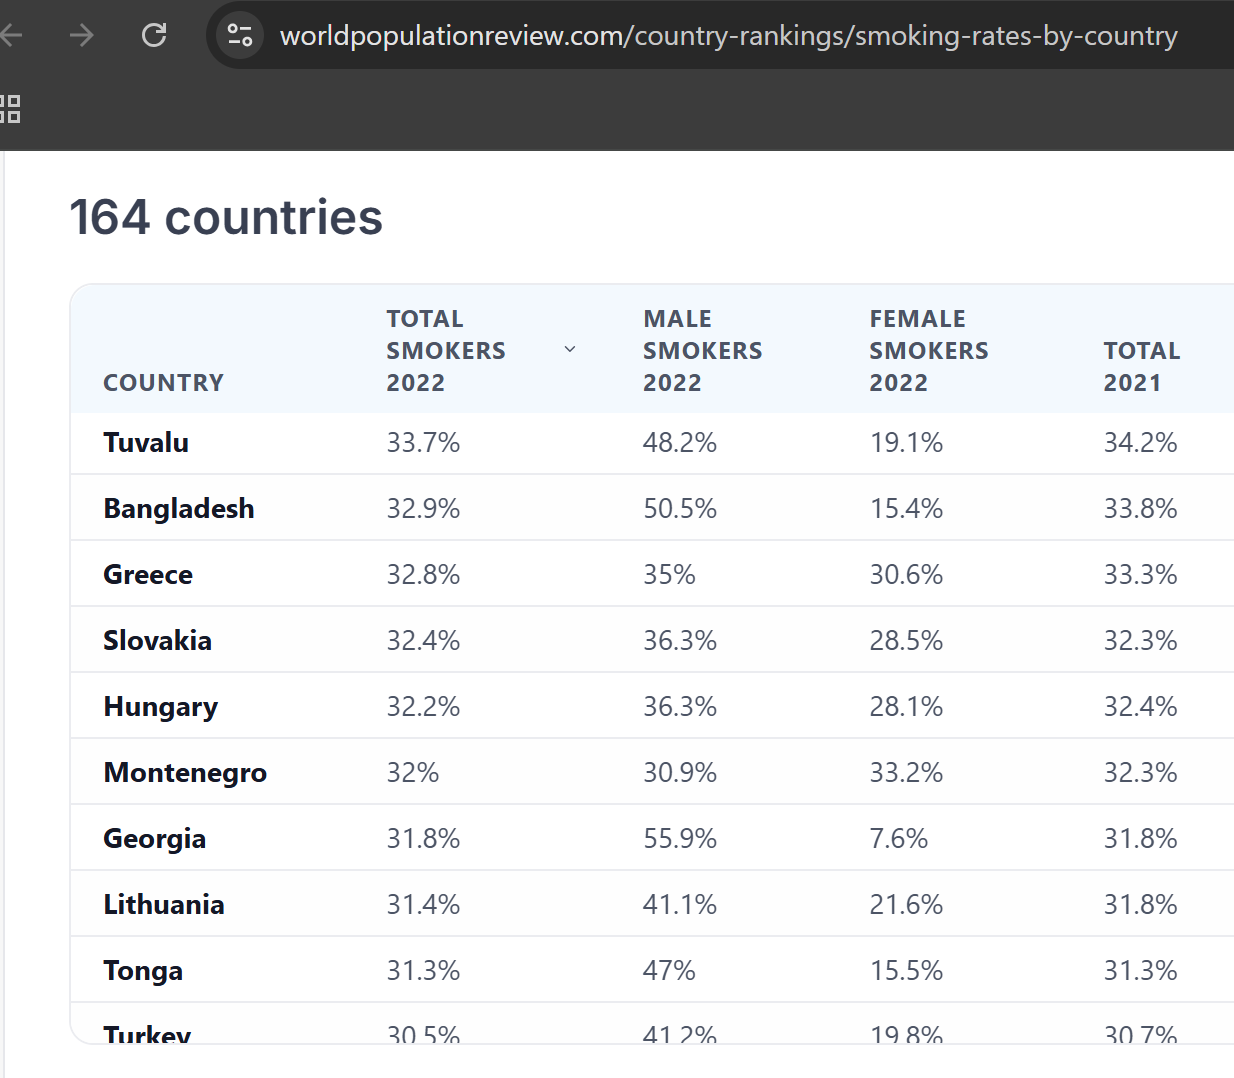 worldpopulationreview.com/country-rankings/smoking-rates-by-country
164 countries
COUNTRY TOTAL SMOKERS 2022 MALE SMOKERS 2022 FEMALE SMOKERS 2022 TOTAL 2021
Tuvalu 33.7% 48.2% 19.1% 34.2%
Bangladesh 32.9% 50.5% 15.4% 33.8%
Greece 32.8% 35% 30.6% 33.3%
Slovakia 32.4% 36.3% 28.5% 32.3%
Hungary 32.2% 36.3% 28.1% 32.4%
Montenegro 32% 30.9% 33.2% 32.3%
Georgia 31.8% 55.9% 7.6% 31.8%
Lithuania 31.4% 41.1% 21.6% 31.8%
Tonga 31.3% 47% 15.5% 31.3%
Turkey 30.5% 41.2% 19.8% 30.7%